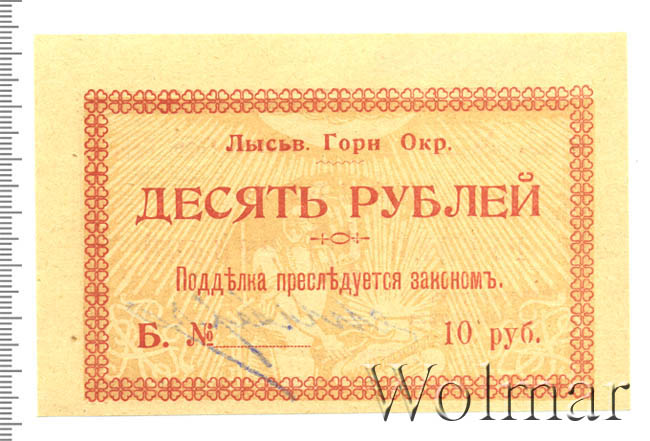 Лысьв. Горн Окр.
ДЕСЯТЬ РУБЛЕЙ
Поддѣлка преслѣдуется закономъ.
Б. №
10 руб.
Wolmar